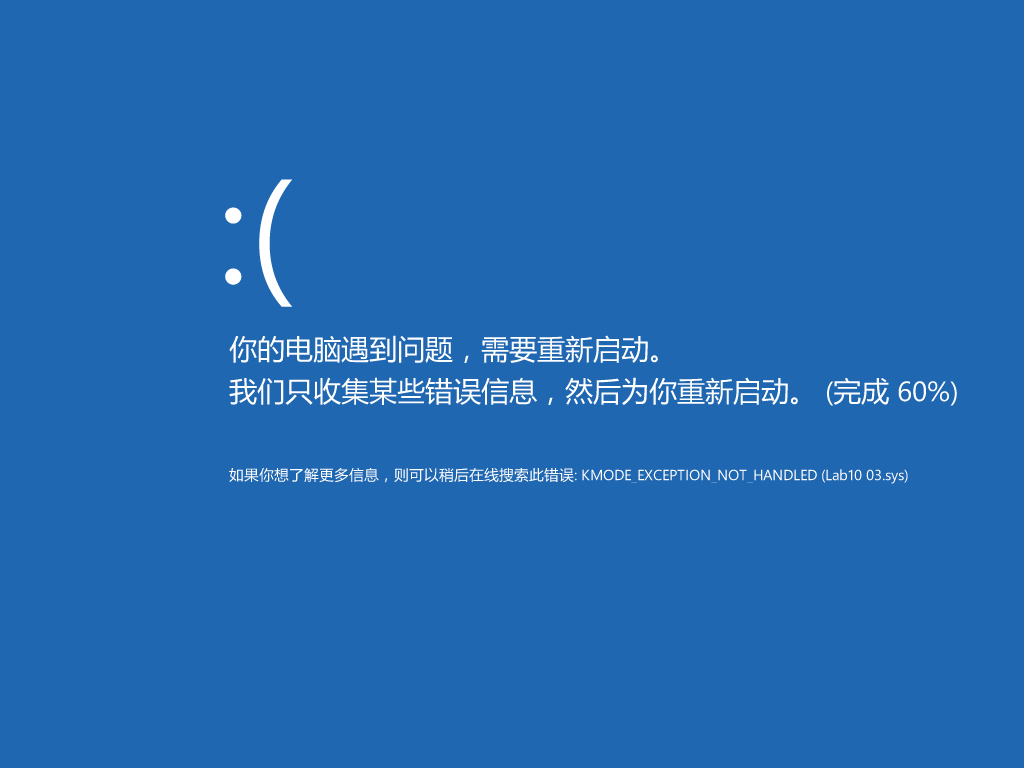 :(
你的电脑遇到问题，需要重新启动。
我们只收集某些错误信息，然后为你重新启动。 (完成 60%)
如果你想了解更多信息，则可以稍后在线搜索此错误: KMODE_EXCEPTION_NOT_HANDLED (Lab10 03.sys)